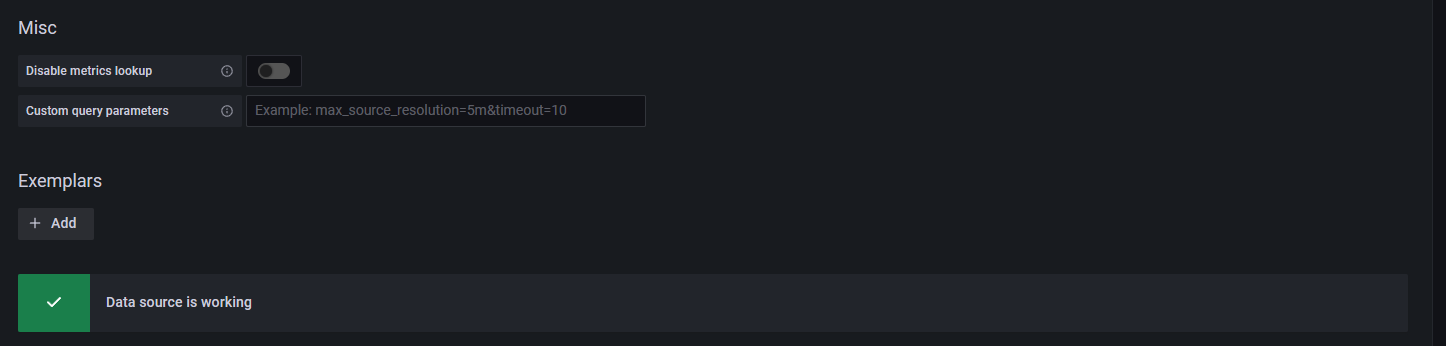 Misc
Disable metrics lookup
Custom query parameters
Example: max_source_resolution=5m&timeout=10
Exemplars
+ Add
Data source is working